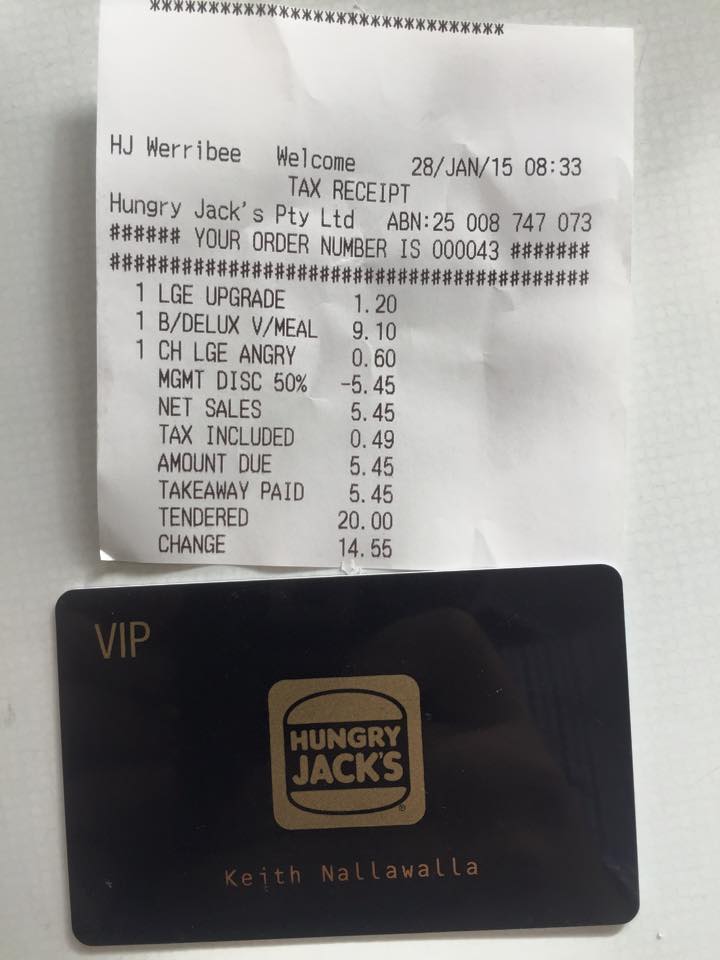 *******************************
HJ Werribee Welcome 28/JAN/15 08:33
TAX RECEIPT
Hungry Jack's Pty Ltd ABN:25 008 747 073
###### YOUR ORDER NUMBER IS 000043 #######
########################################
1 LGE UPGRADE 1.20
1 B/DELUX V/MEAL 9.10
1 CH LGE ANGRY 0.60
MGMT DISC 50% -5.45
NET SALES 5.45
TAX INCLUDED 0.49
AMOUNT DUE 5.45
TAKEAWAY PAID 5.45
TENDERED 20.00
CHANGE 14.55
VIP
HUNGRY
JACK'S®
Keith Nallawalla